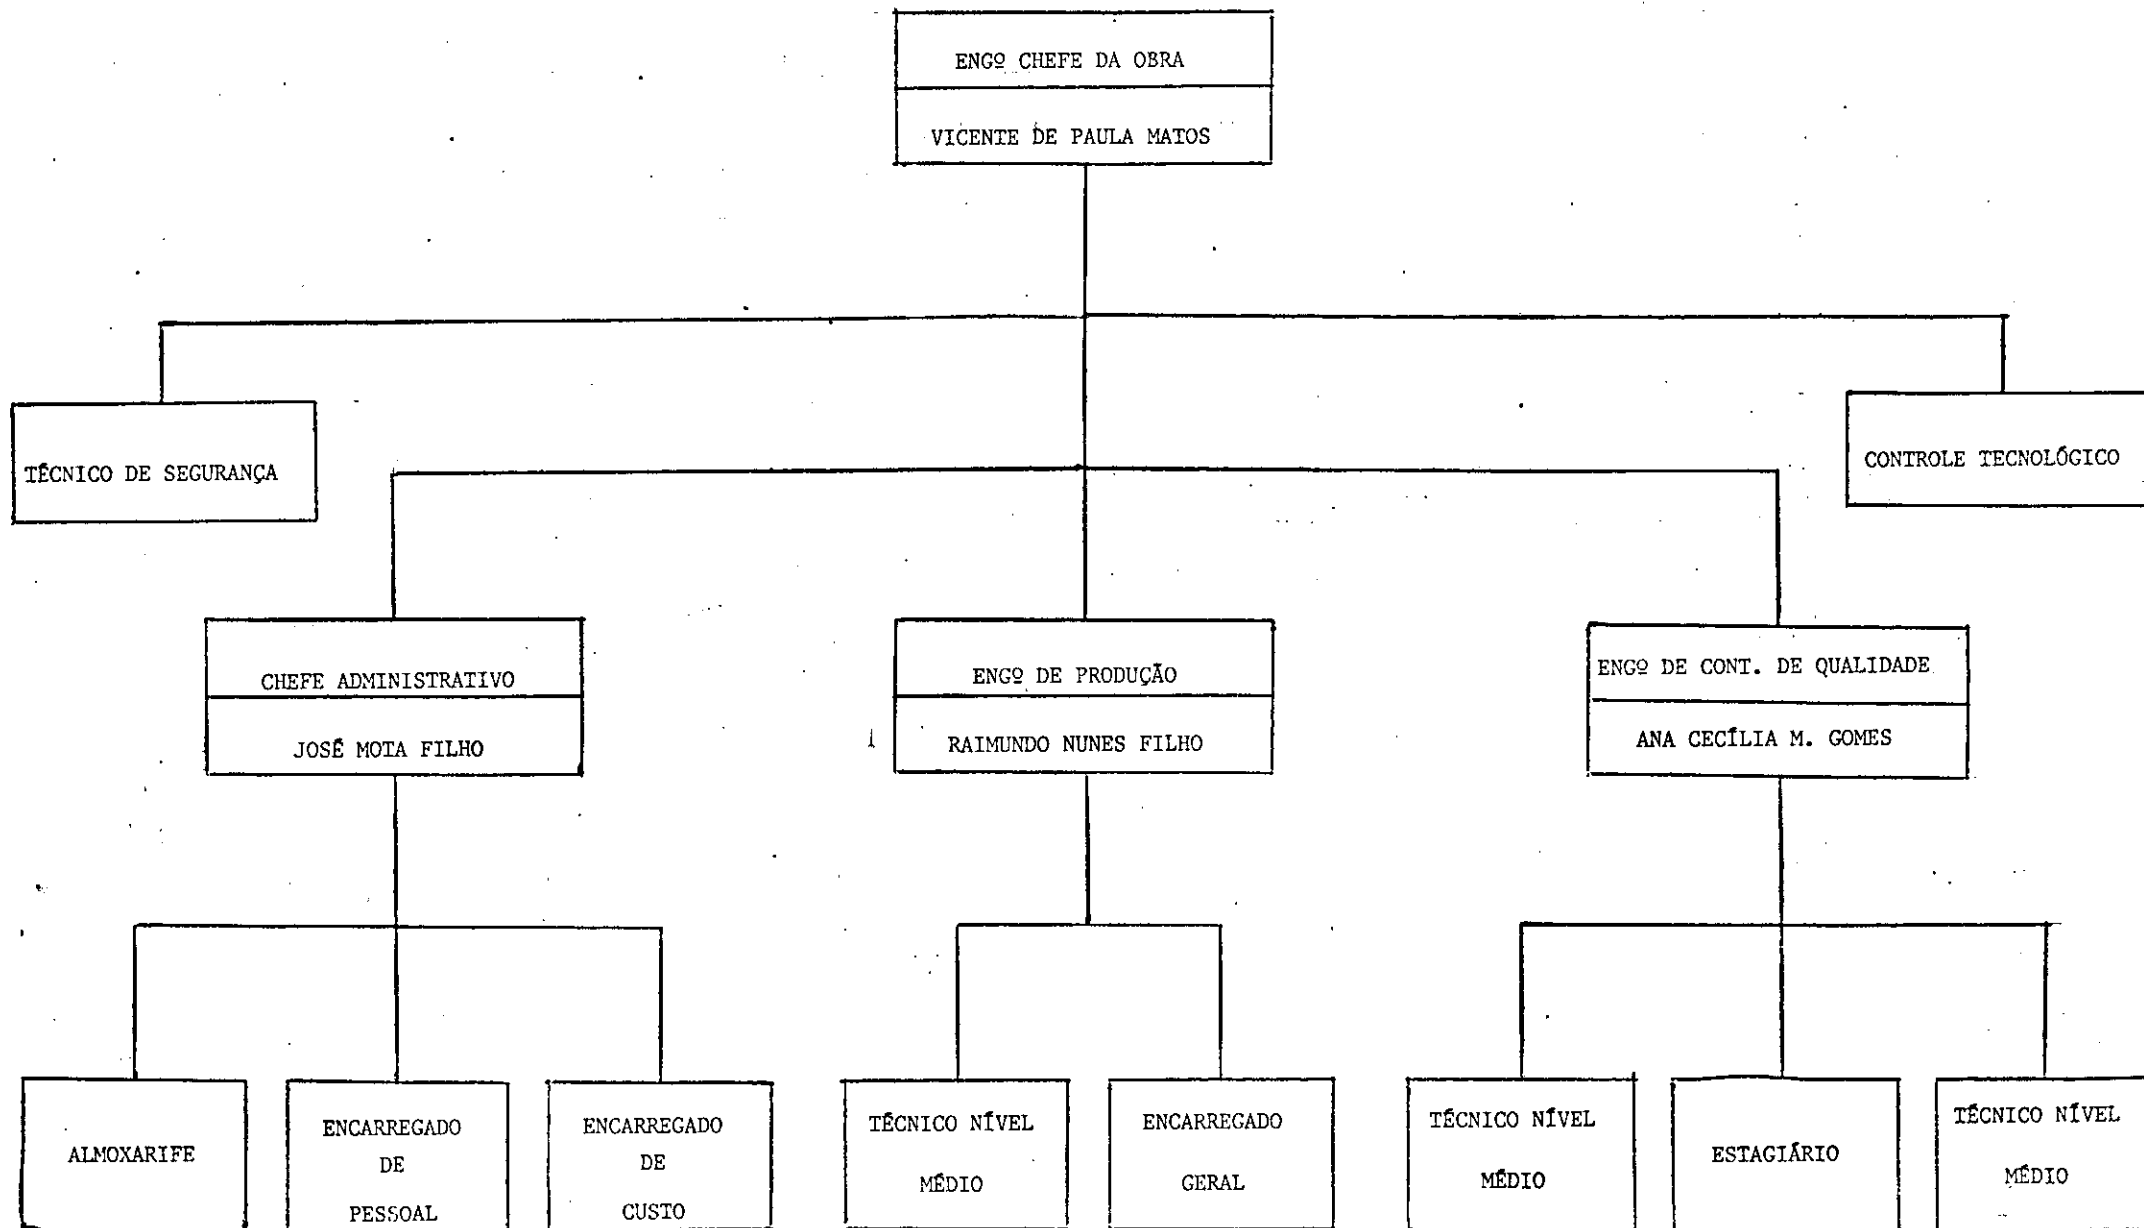 ENGº CHEFE DA OBRA
VICENTE DE PAULA MATOS
TÉCNICO DE SEGURANÇA
CONTROLE TECNOLÓGICO
CHEFE ADMINISTRATIVO
JOSÉ MOTA FILHO
ENGº DE PRODUÇÃO
RAIMUNDO NUNES FILHO
ENGº DE CONT. DE QUALIDADE
ANA CECÍLIA M. GOMES
ALMOXARIFE
ENCARREGADO
DE
PESSOAL
ENCARREGADO
DE
CUSTO
TÉCNICO NÍVEL
MÉDIO
ENCARREGADO
GERAL
TÉCNICO NÍVEL
MÉDIO
ESTAGIÁRIO
TÉCNICO NÍVEL
MÉDIO